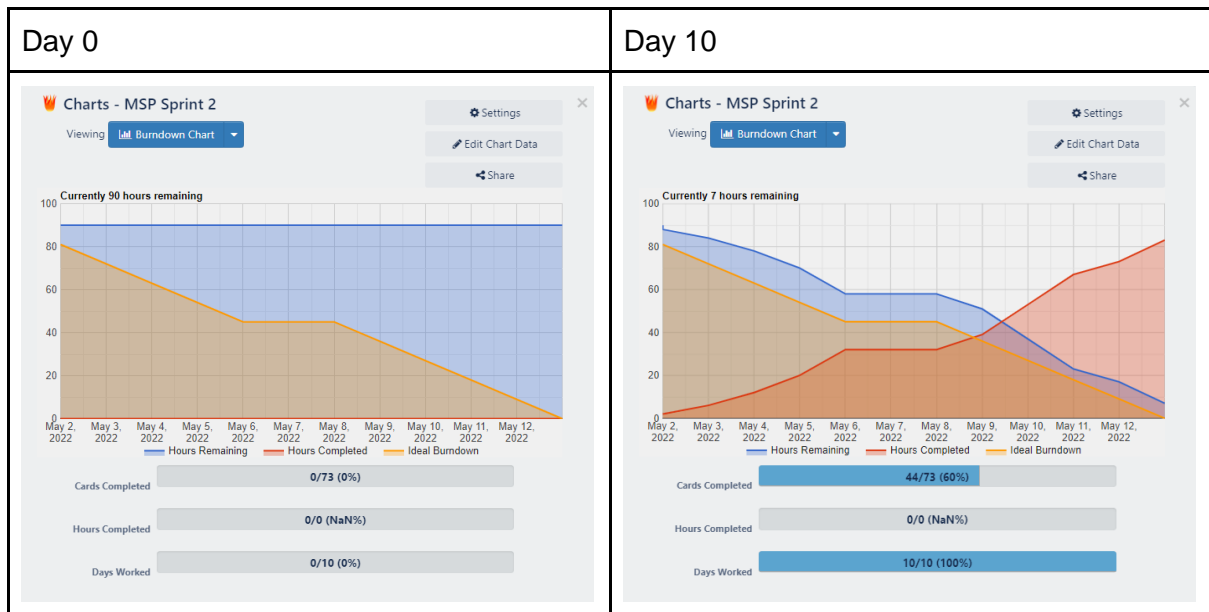 Day 0
Day 10
Charts - MSP Sprint 2
Settings
Viewing Burndown Chart
Edit Chart Data
Share
Currently 90 hours remaining
100
80
60
40
20
0
May 2, May 3, May 4, May 5, May 6, May 7, May 8, May 9, May 10, May 11, May 12,
2022 2022 2022 2022 2022 2022 2022 2022 2022 2022 2022
Hours Remaining Hours Completed Ideal Burndown
Cards Completed 0/73 (0%)
Hours Completed 0/0 (NaN%)
Days Worked 0/10 (0%)
Charts - MSP Sprint 2
Settings
Viewing Burndown Chart
Edit Chart Data
Share
Currently 7 hours remaining
100
80
60
40
20
0
May 2, May 3, May 4, May 5, May 6, May 7, May 8, May 9, May 10, May 11, May 12,
2022 2022 2022 2022 2022 2022 2022 2022 2022 2022 2022
Hours Remaining Hours Completed Ideal Burndown
Cards Completed 44/73 (60%)
Hours Completed 0/0 (NaN%)
Days Worked 10/10 (100%)